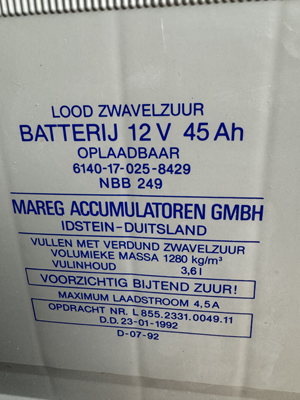 LOOD ZWAVELZUUR
BATTERIJ 12 V 45 Ah
OPLAADBAAR
6140-17-025-8429
NBB 249
MAREG ACCUMULATOREN GMBH
IDSTEIN-DUITSLAND
VULLEN MET VERDUND ZWAVELZUUR
VOLUMIEKE MASSA 1280 kg/m³
VULINHOUD 3,6 l
VOORZICHTIG BIJTEND ZUUR!
MAXIMUM LAADSTROOM 4,5 A
OPDRACHT NR. L 855.2331.0049.11
D.D. 23-01-1992
D-07-92